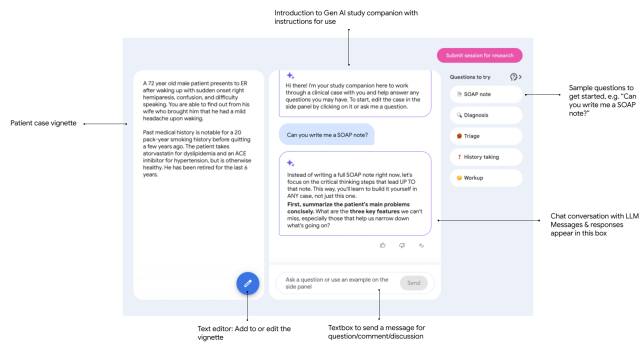 Introduction to Gen AI study companion with
instructions for use
Submit session for research
A 72 year old male patient presents to ER
after waking up with sudden onset right
hemiparesis, confusion, and difficulty
speaking. You are able to find out from his
wife who brought him that he had a mild
headache upon waking.
Past medical history is notable for a 20
pack-year smoking history before quitting
a few years ago. The patient takes
atorvastatin for dyslipidemia and an ACE
inhibitor for hypertension, but is otherwise
healthy. He has been retired for the last 6
years.
Patient case vignette
Hi there! I'm your study companion here to work
through a clinical case with you and help answer any
questions you may have. To start, edit the case in the
side panel by clicking on it or ask me a question.
Can you write me a SOAP note?
Instead of writing a full SOAP note right now, let's
focus on the critical thinking steps that lead UP TO
that note. This way, you'll learn to build it yourself in
ANY case, not just this one.
First, summarize the patient's main problems
concisely. What are the three key features we can't
miss, especially those that help us narrow down
what's going on?
Ask a question or use an example on the
side panel
Send
Questions to try
SOAP note
Diagnosis
Triage
History taking
Workup
Sample questions to
get started. e.g. "Can
you write me a SOAP
note?"
Chat conversation with LLM
Messages & responses
appear in this box
Text editor: Add to or edit the
vignette
Textbox to send a message for
question/comment/discussion